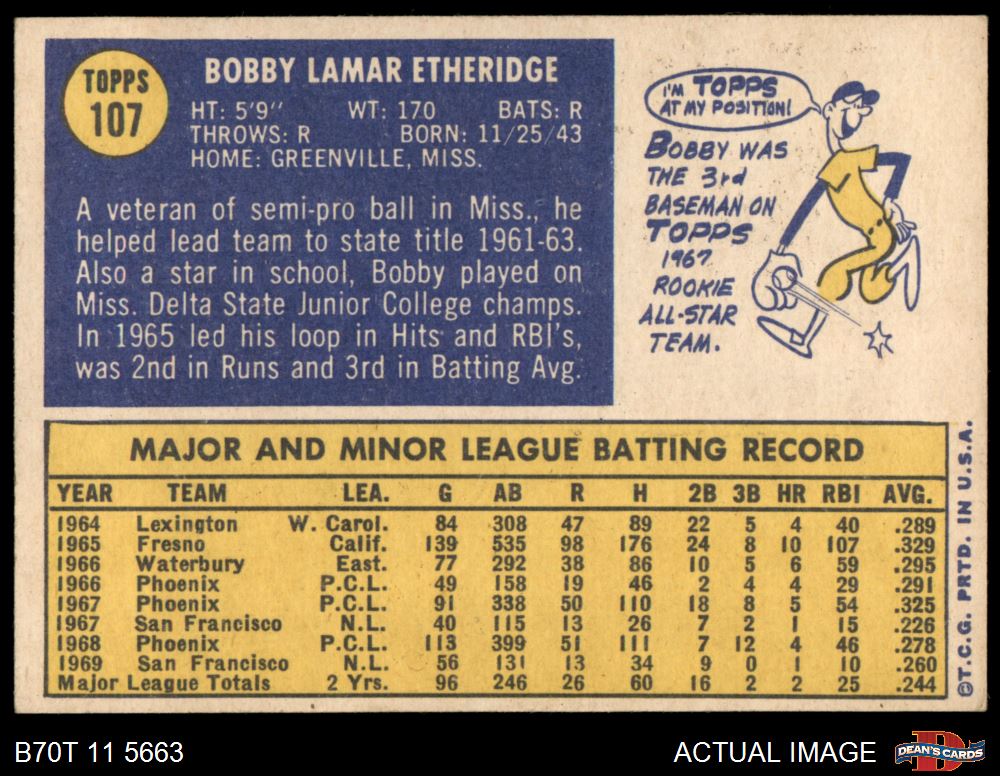 TOPPS
107
BOBBY LAMAR ETHERIDGE
HT: 5'9" WT: 170 BATS: R
THROWS: R BORN: 11/25/43
HOME: GREENVILLE, MISS.
A veteran of semi-pro ball in Miss., he
helped lead team to state title 1961-63.
Also a star in school, Bobby played on
Miss. Delta State Junior College champs.
In 1965 led his loop in Hits and RBI's,
was 2nd in Runs and 3rd in Batting Avg.
I'M TOPPS
AT MY POSITION!
BOBBY WAS
THE 3rd
BASEMAN ON
TOPPS
1967
ROOKIE
ALL-STAR
TEAM.
MAJOR AND MINOR LEAGUE BATTING RECORD
YEAR TEAM LEA. G AB R H 2B 3B HR RBI AVG.
1964 Lexington W. Carol. 84 308 47 89 22 5 4 40 .289
1965 Fresno Calif. 139 535 98 176 24 8 10 107 .329
1966 Waterbury East. 77 292 38 86 10 5 6 59 .295
1966 Phoenix P.C.L. 49 158 19 46 2 4 4 29 .291
1967 Phoenix P.C.L. 91 338 50 110 18 8 5 54 .325
1967 San Francisco N.L. 40 115 13 26 7 2 1 15 .226
1968 Phoenix P.C.L. 113 399 51 111 7 12 4 46 .278
1969 San Francisco N.L. 56 131 13 34 9 0 1 10 .260
Major League Totals 2 Yrs. 96 246 26 60 16 2 2 25 .244
©T.C.G. PRTD. IN U.S.A.
B70T 11 5663
ACTUAL IMAGE
D
DEAN'S CARDS